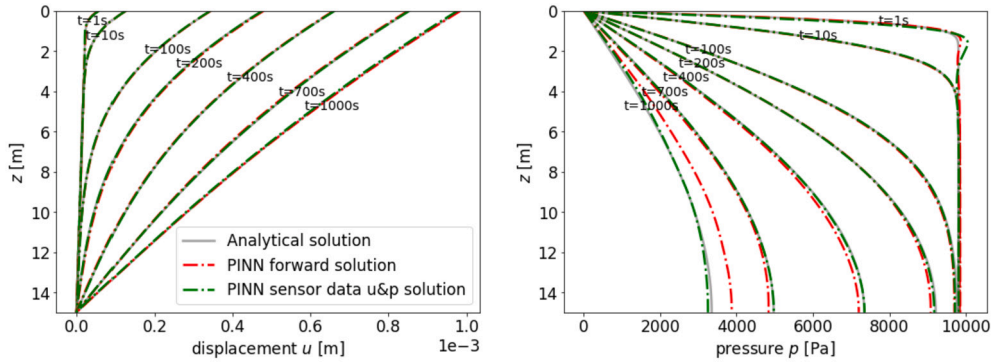 0
2
4
6
8
10
12
14
z [m]
t=1s
t=10s
t=100s
t=200s
t=400s
t=700s
t=1000s
Analytical solution
PINN forward solution
PINN sensor data u&p solution
0.0 0.2 0.4 0.6 0.8 1.0
1e−3
displacement u [m]
0
2
4
6
8
10
12
14
z [m]
t=1s
t=10s
t=100s
t=200s
t=400s
t=700s
t=1000s
0 2000 4000 6000 8000 10000
pressure p [Pa]